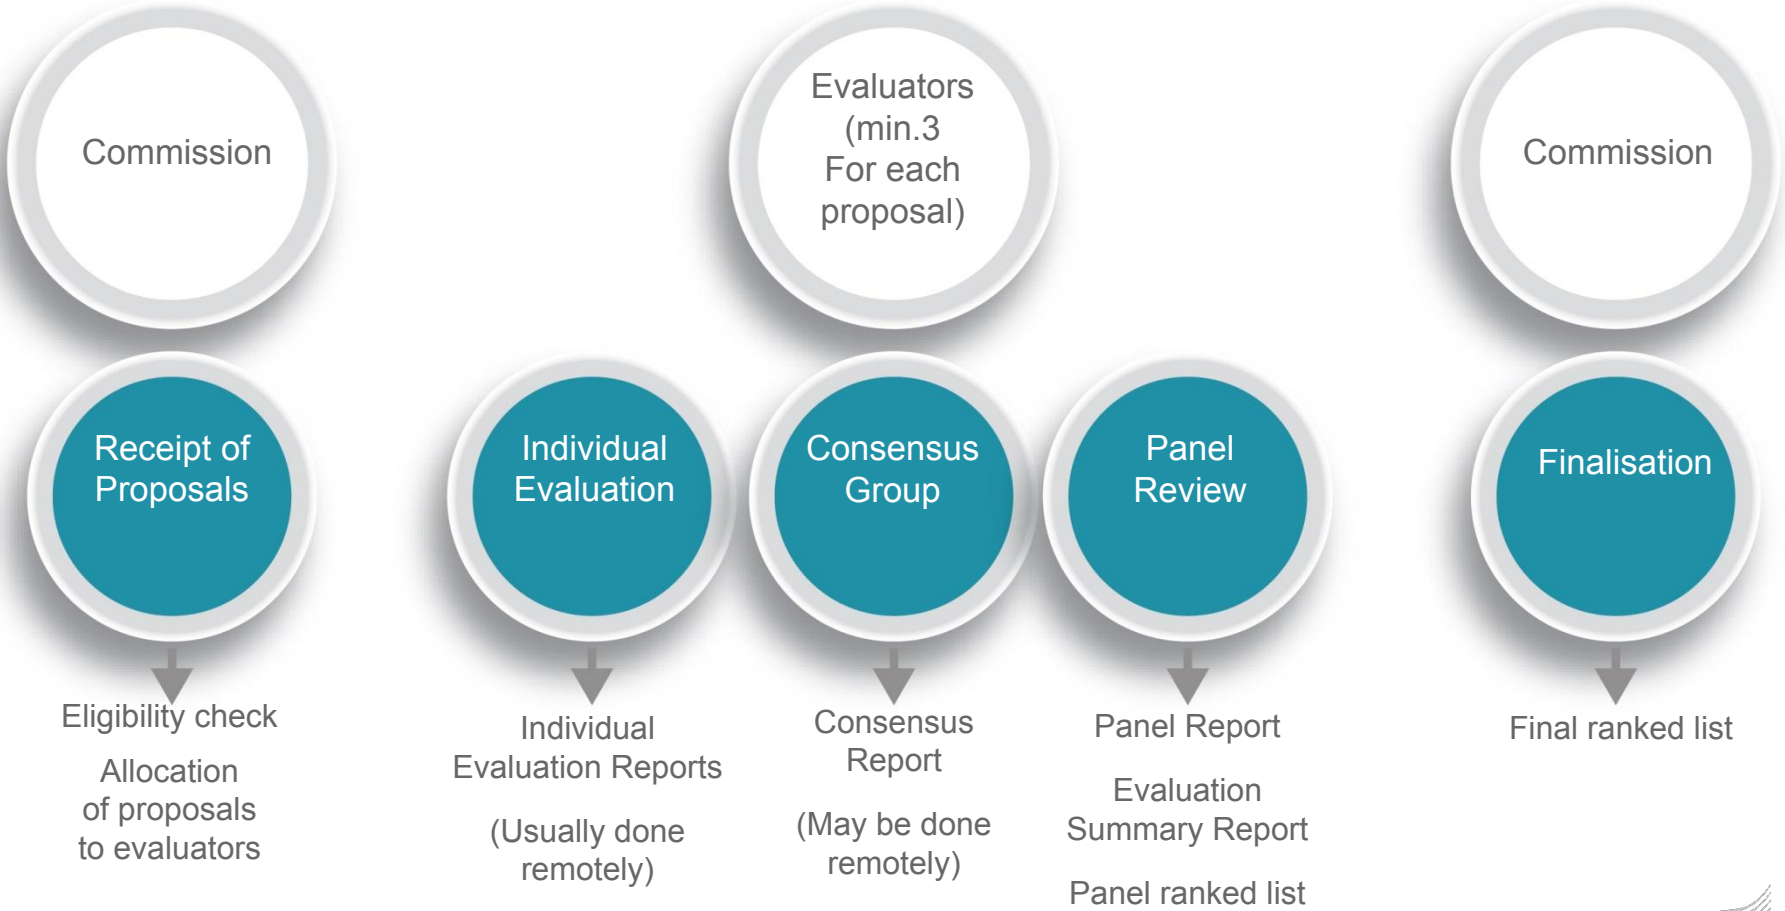 Commission
Evaluators
(min.3
For each
proposal)
Commission
Receipt of
Proposals
Individual
Evaluation
Consensus
Group
Panel
Review
Finalisation
Eligibility check
Allocation
of proposals
to evaluators
Individual
Evaluation Reports
(Usually done
remotely)
Consensus
Report
(May be done
remotely)
Panel Report
Evaluation
Summary Report
Panel ranked list
Final ranked list